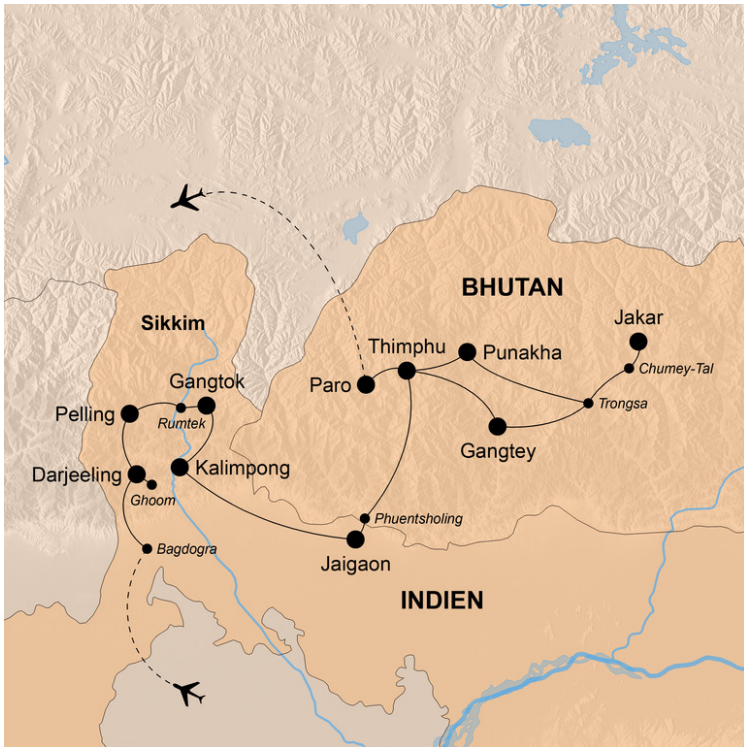 BHUTAN
Sikkim
Jakar
Thimphu
Punakha
Chumey-Tal
Gangtok
Paro
Trongsa
Pelling
Rumtek
Gangtey
Darjeeling
Kalimpong
Ghoom
Phuentsholing
Bagdogra
Jaigaon
INDIEN